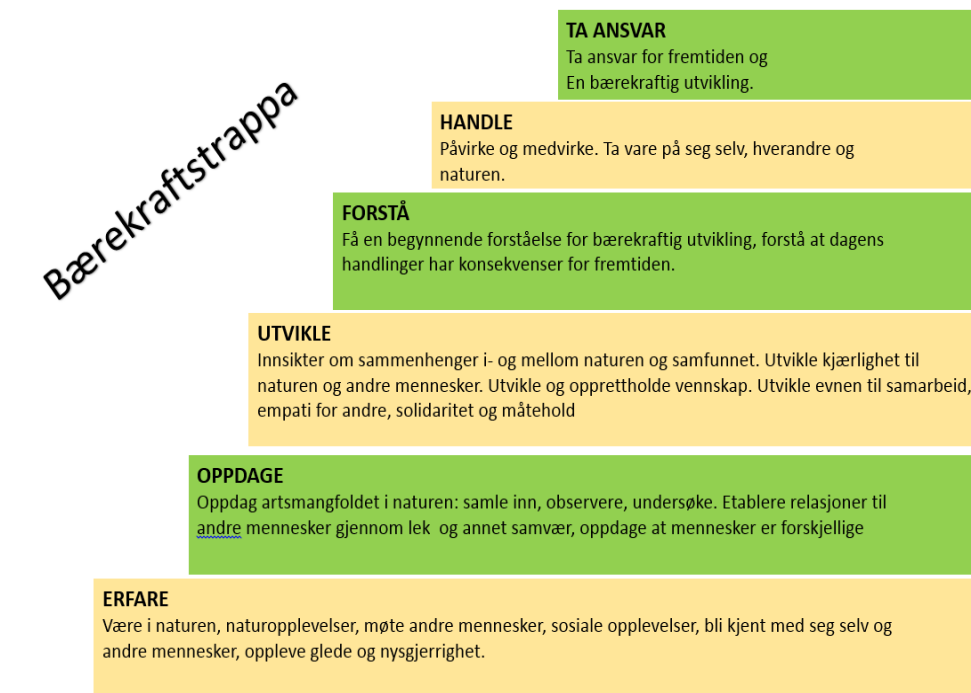 Bærekraftstrappa
TA ANSVAR
Ta ansvar for fremtiden og
En bærekraftig utvikling.
HANDLE
Påvirke og medvirke. Ta vare på seg selv, hverandre og
naturen.
FORSTÅ
Få en begynnende forståelse for bærekraftig utvikling, forstå at dagens
handlinger har konsekvenser for fremtiden.
UTVIKLE
Innsikter om sammenhenger i- og mellom naturen og samfunnet. Utvikle kjærlighet til
naturen og andre mennesker. Utvikle og opprettholde vennskap. Utvikle evnen til samarbeid,
empati for andre, solidaritet og måtehold
OPPDAGE
Oppdag artsmangfoldet i naturen: samle inn, observere, undersøke. Etablere relasjoner til
andre mennesker gjennom lek og annet samvær, oppdage at mennesker er forskjellige
ERFARE
Være i naturen, naturopplevelser, møte andre mennesker, sosiale opplevelser, bli kjent med seg selv og
andre mennesker, oppleve glede og nysgjerrighet.